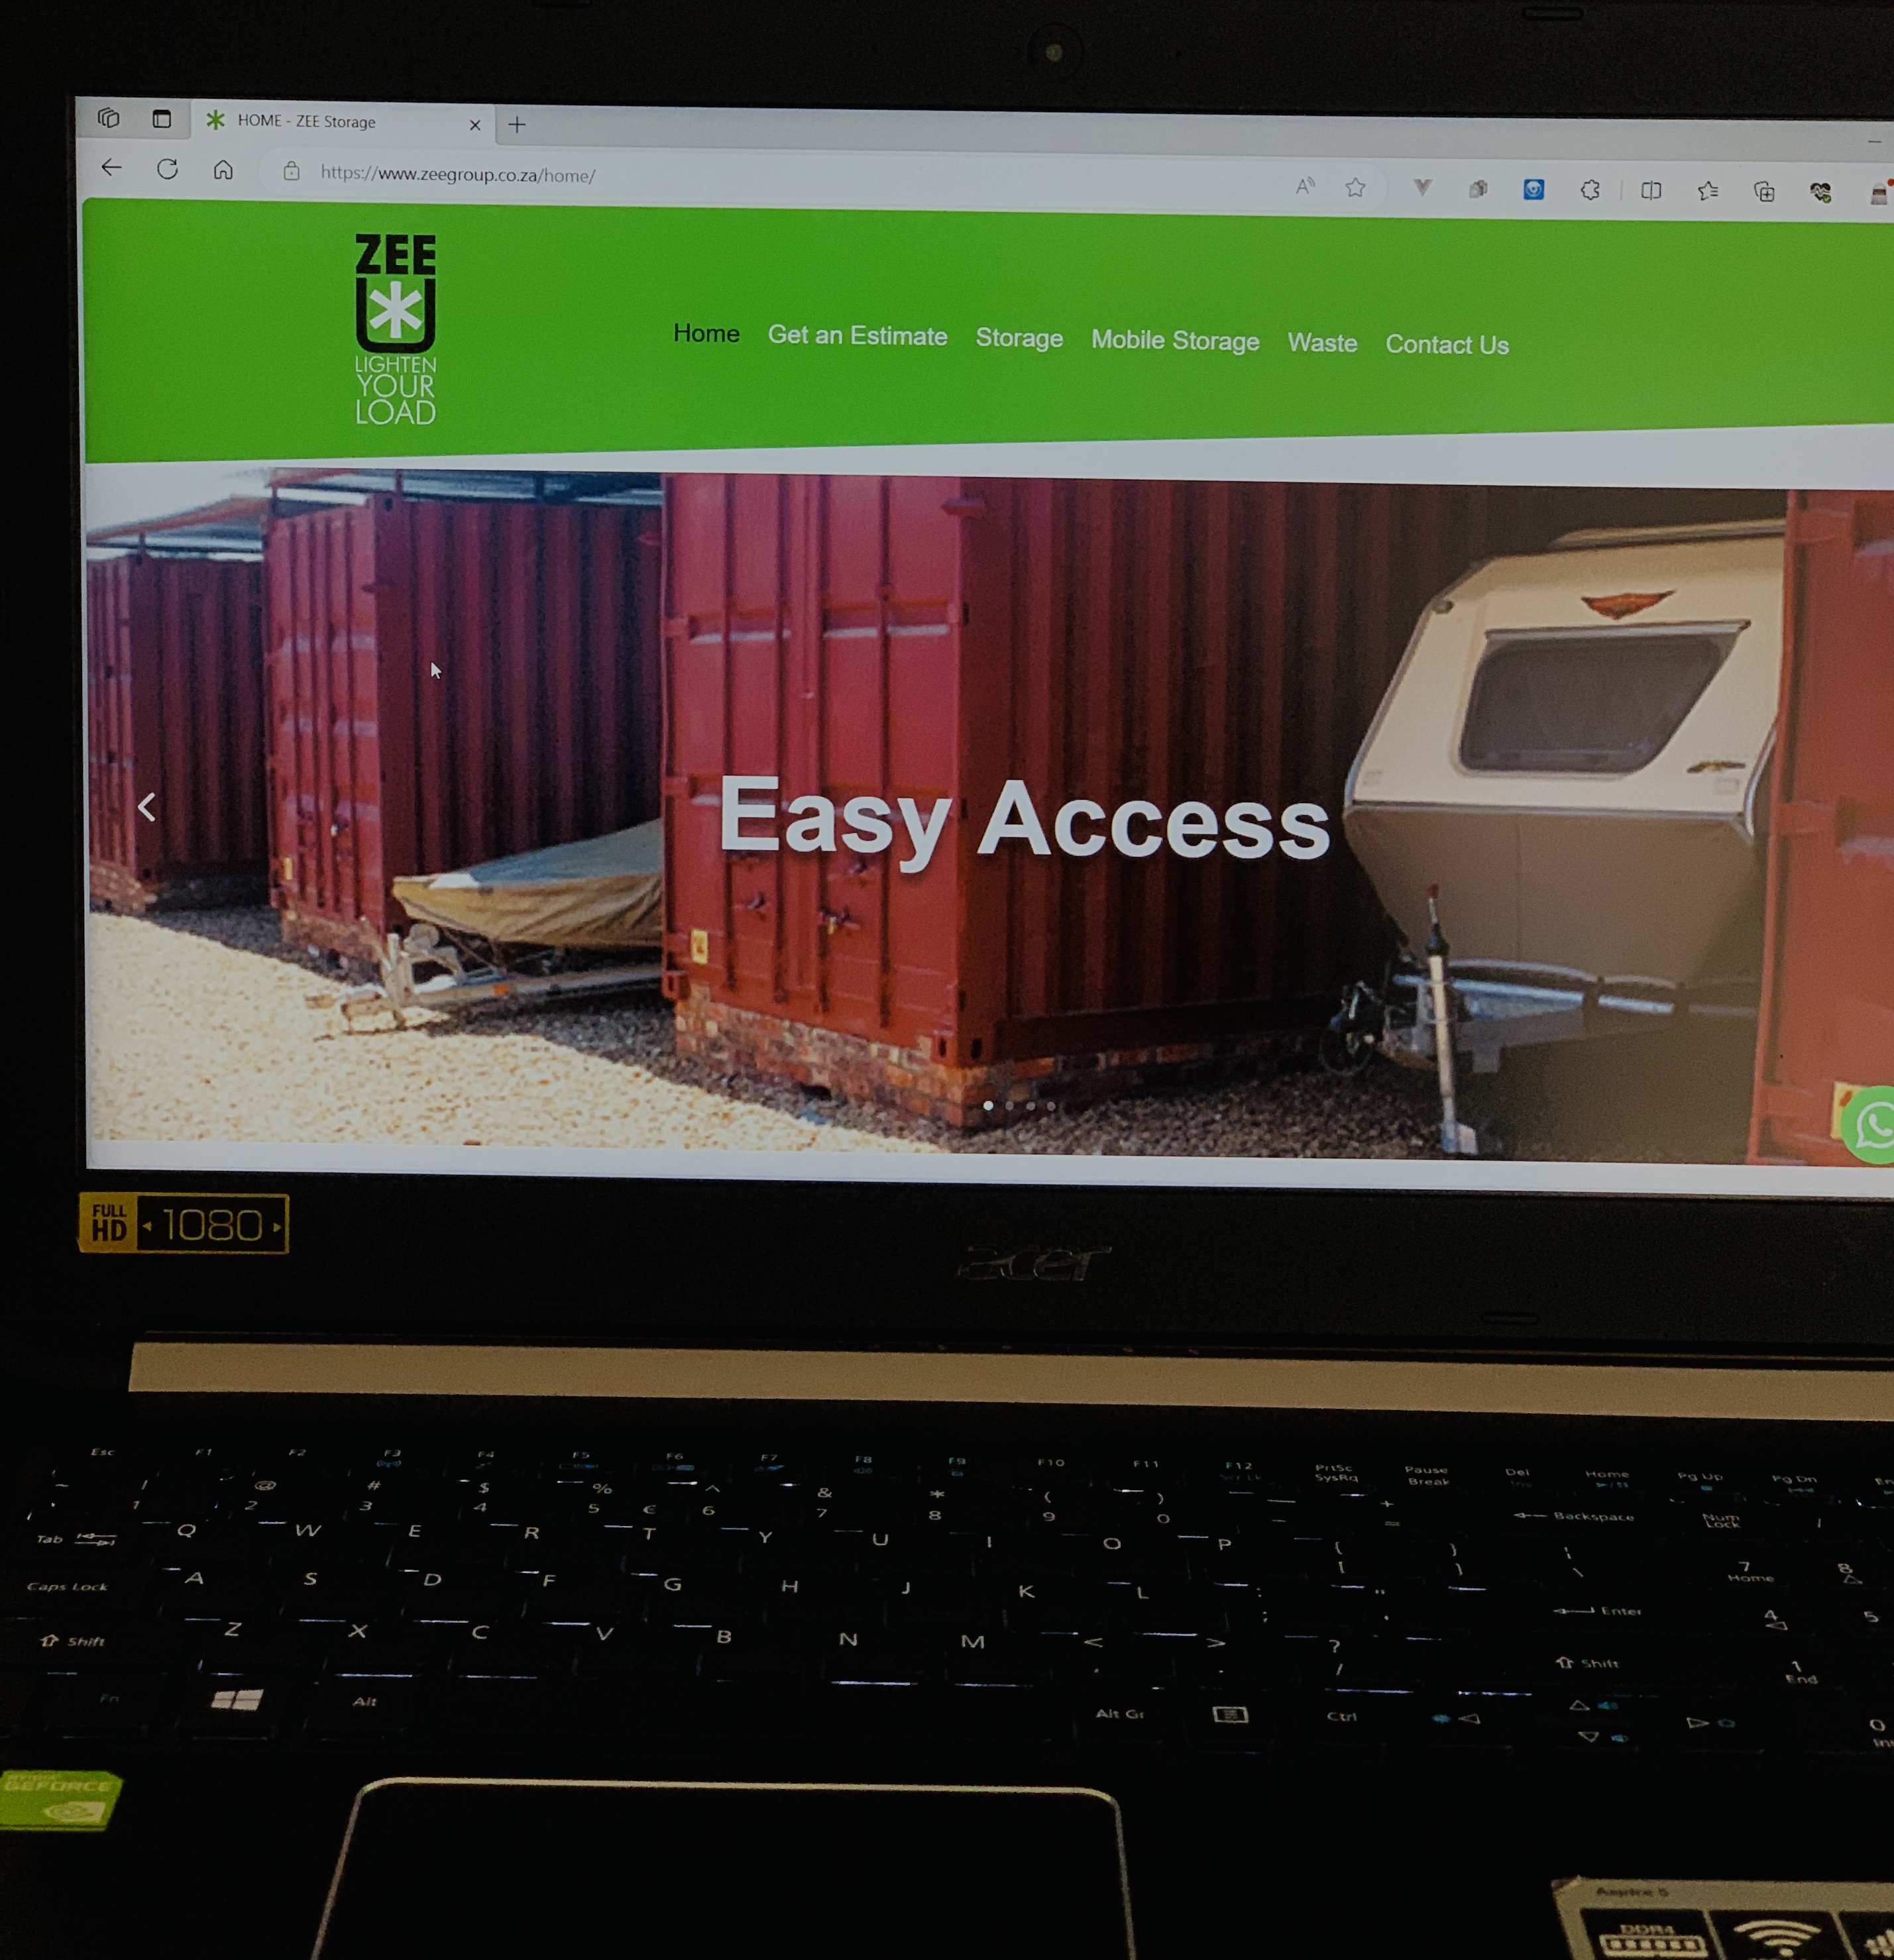 HOME - ZEE Storage
https://www.zeegroup.co.za/home/
ZEE
LIGHTEN
YOUR
LOAD
Home Get an Estimate Storage Mobile Storage Waste Contact Us
Easy Access
FULL
HD
1080
acer
Esc F1 F2 F3 F4 F5 F6 F7 F8 F9 F10 F11 F12 PrtSc SysRq Pause Break Del Home Pg Up Pg Dn
~ ! @ # $ % ^ & * ( ) _ +
1 2 3 4 5 € 6 7 8 9 0 - = Backspace Num Lock /
Tab Q W E R T Y U I O P { [ } ] | \ 7 Home 8
Caps Lock A S D F G H J K L : ; " ' Enter 4 5
Shift Z X C V B N M < , > . ? / Shift 1 End
Fn Alt Alt Gr Ctrl 0 Ins
GEFORCE
Aspire 5
DDR4